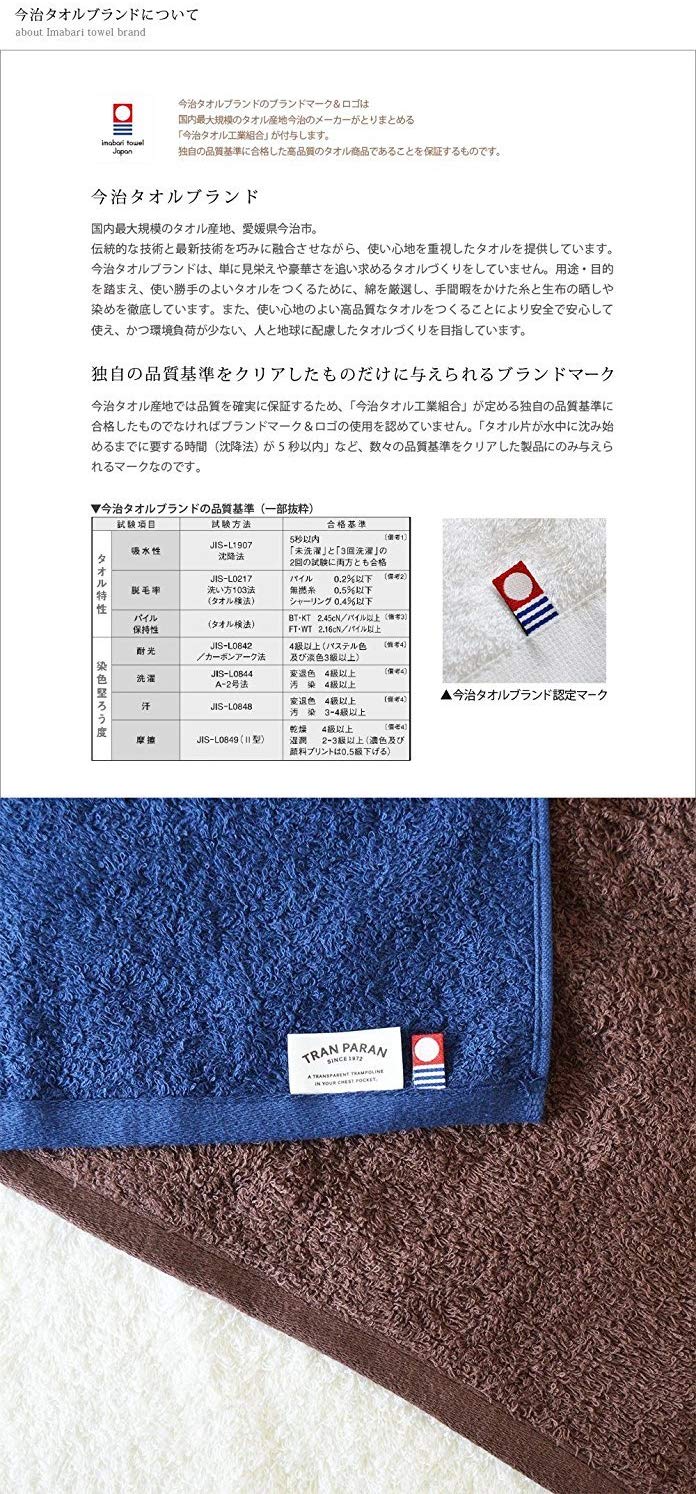 今治タオルブランドについて
about Imabari towel brand
imabari towel
Japan
今治タオルブランドのブランドマーク&ロゴは
国内最大規模のタオル産地今治のメーカーがとりまとめる
「今治タオル工業組合」が付与します。
独自の品質基準に合格した高品質のタオル商品であることを保証するものです。
今治タオルブランド
国内最大規模のタオル産地、愛媛県今治市。
伝統的な技術と最新技術を巧みに融合させながら、使い心地を重視したタオルを提供しています。
今治タオルブランドは、単に見栄えや豪華さを追い求めるタオルづくりをしていません。用途・目的
を踏まえ、使い勝手のよいタオルをつくるために、綿を厳選し、手間暇をかけた糸と生布の晒しや
染めを徹底しています。また、使い心地のよい高品質なタオルをつくることにより安全で安心して
使え、かつ環境負荷が少ない、人と地球に配慮したタオルづくりを目指しています。
独自の品質基準をクリアしたものだけに与えられるブランドマーク
今治タオル産地では品質を確実に保証するため、「今治タオル工業組合」が定める独自の品質基準に
合格したものでなければブランドマーク&ロゴの使用を認めていません。「タオル片が水中に沈み始
めるまでに要する時間（沈降法）が 5 秒以内」など、数々の品質基準をクリアした製品にのみ与えら
れるマークなのです。
▼今治タオルブランドの品質基準（一部抜粋）
試験項目 試験方法 合格基準
タオル特性
吸水性 JIS-L1907 沈降法 5秒以内 〔備考1〕
「未洗濯」と「3回洗濯」の
2回の試験に両方とも合格
脱毛率 JIS-L0217 洗い方103法 (タオル検法) パイル 0.2%以下 〔備考2〕
無撚糸 0.5%以下
シャーリング 0.4%以下
パイル保持性 (タオル検法) BT･KT 2.45cN／パイル以上〔備考3〕
FT･WT 2.16cN／パイル以上
染色堅ろう度
耐光 JIS-L0842 ／カーボンアーク法 4級以上(パステル色 〔備考4〕
及び淡色3級以上)
洗濯 JIS-L0844 A-2号法 変退色 4級以上 〔備考4〕
汚 染 4級以上
汗 JIS-L0848 変退色 4級以上 〔備考4〕
汚 染 3-4級以上
摩擦 JIS-L0849(Ⅱ型) 乾燥 4級以上 〔備考4〕
湿潤 2-3級以上(濃色及び
顔料プリントは0.5級下げる)
▲今治タオルブランド認定マーク
TRAN PARAN
SINCE 1972
A TRANSPARENT TRAMPOLINE
IN YOUR CHEST POCKET.